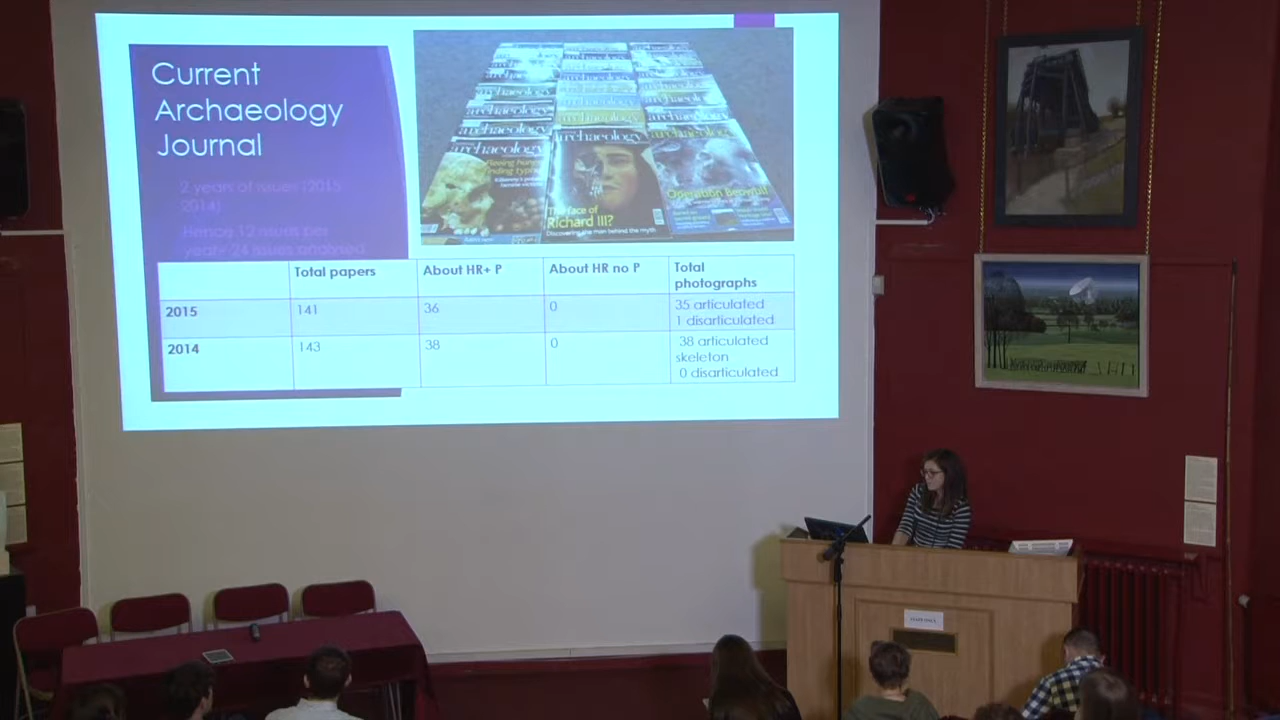 Current
Archaeology
Journal
2 years of issues (2015
2014)
Hence 12 issues per
year= 24 issues analysed
archaeology
archaeology
archaeology
The face of
Richard III?
Discovering the man behind the myth
Operation Beowulf
Total papers
About HR+ P
About HR no P
Total
photographs
2015
141
36
0
35 articulated
1 disarticulated
2014
143
38
0
38 articulated
skeleton
0 disarticulated